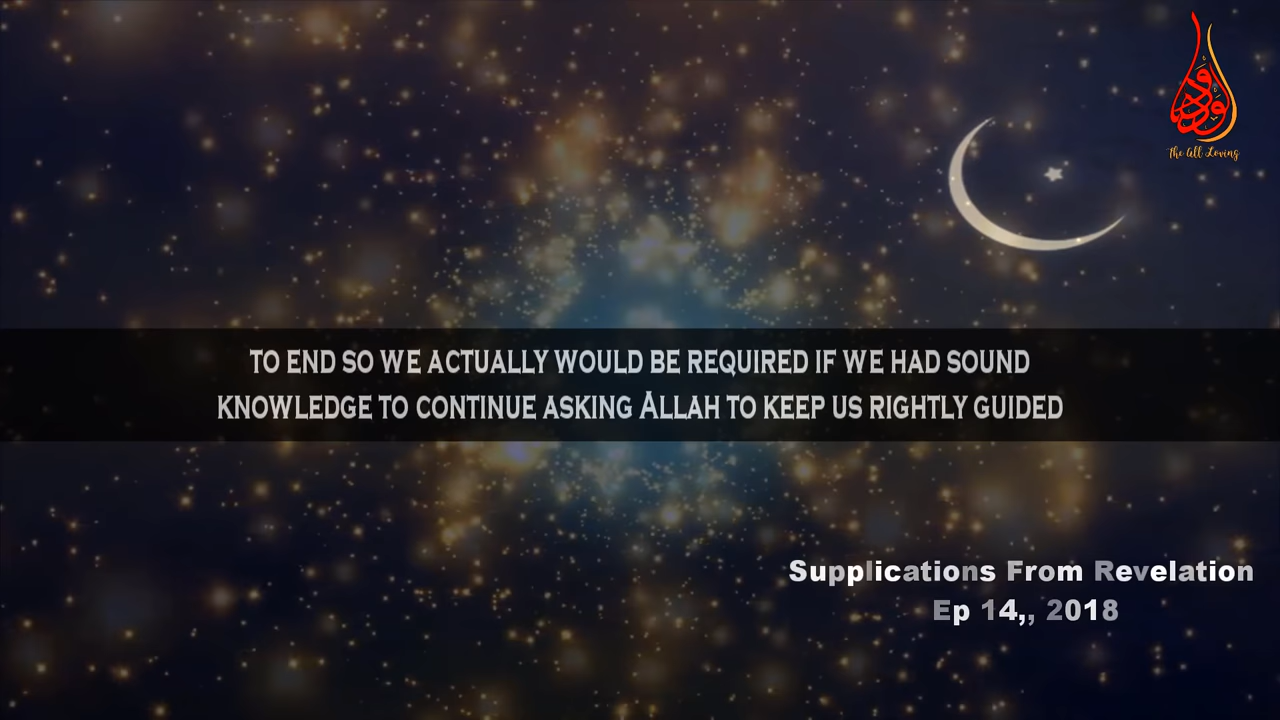 الودود
The All Loving
TO END SO WE ACTUALLY WOULD BE REQUIRED IF WE HAD SOUND
KNOWLEDGE TO CONTINUE ASKING ALLAH TO KEEP US RIGHTLY GUIDED
Supplications From Revelation
Ep 14,, 2018